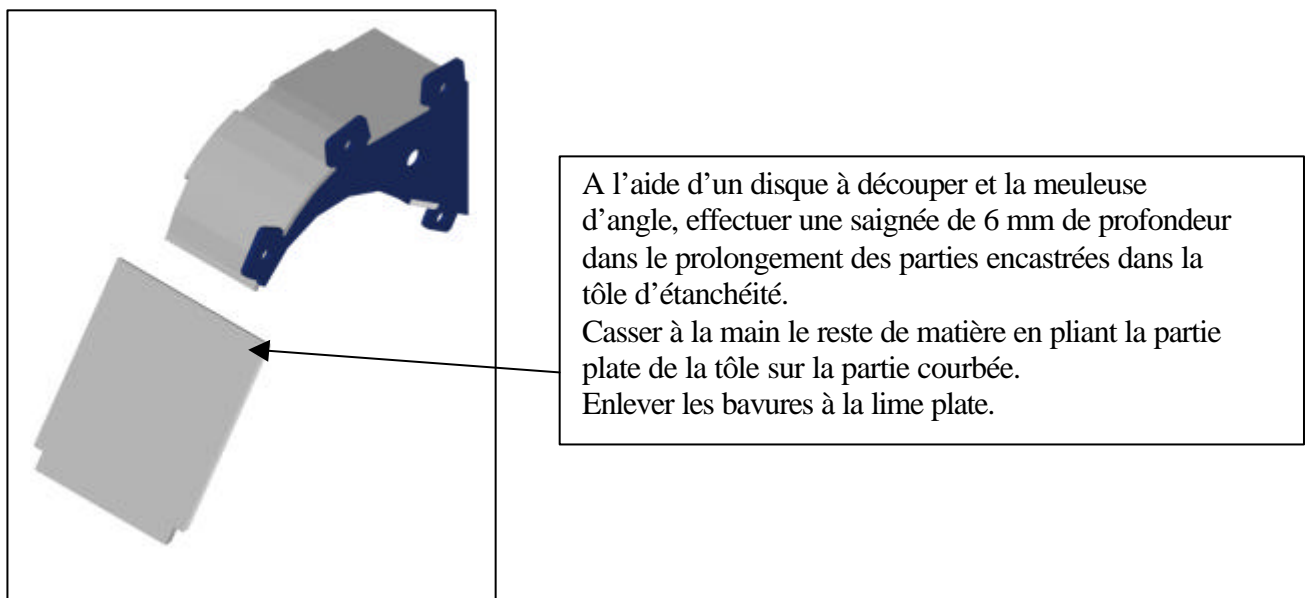 A l’aide d’un disque à découper et la meuleuse
d’angle, effectuer une saignée de 6 mm de profondeur
dans le prolongement des parties encastrées dans la
tôle d’étanchéité.
Casser à la main le reste de matière en pliant la partie
plate de la tôle sur la partie courbée.
Enlever les bavures à la lime plate.